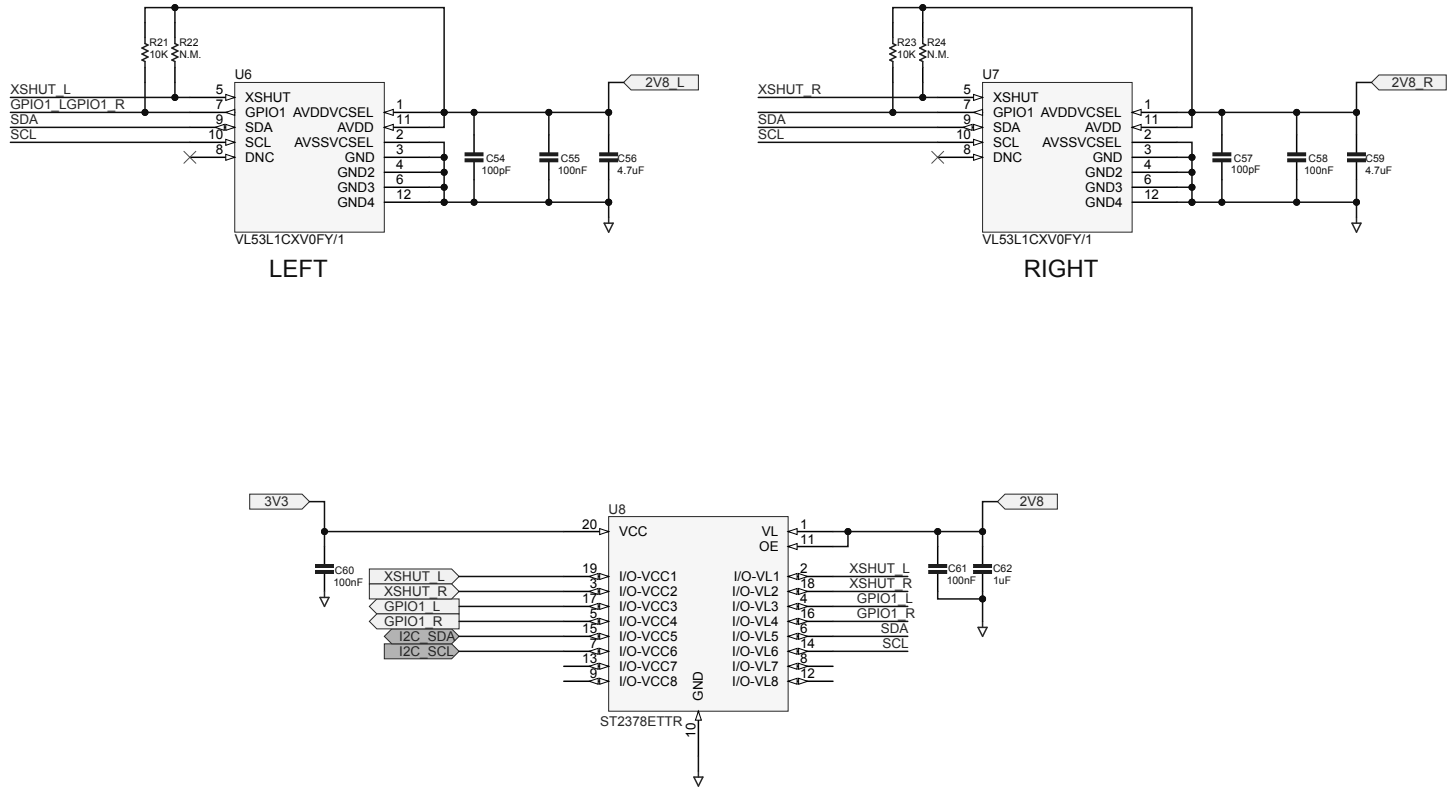 R21 10K
R22 N.M.
U6
XSHUT_L
GPIO1_LGPIO1_R
SDA
SCL
5 XSHUT
7 GPIO1
9 SDA
10 SCL
8 DNC
AVDDVCSEL 1
AVDD 11
AVSSVCSEL 2
GND 3
GND2 4
GND3 6
GND4 12
2V8_L
C54 100pF
C55 100nF
C56 4.7uF
VL53L1CXV0FY/1
LEFT
R23 10K
R24 N.M.
U7
XSHUT_R
SDA
SCL
5 XSHUT
7 GPIO1
9 SDA
10 SCL
8 DNC
AVDDVCSEL 1
AVDD 11
AVSSVCSEL 2
GND 3
GND2 4
GND3 6
GND4 12
2V8_R
C57 100pF
C58 100nF
C59 4.7uF
VL53L1CXV0FY/1
RIGHT
3V3
C60 100nF
U8
20 VCC
VL 1
OE 11
2V8
C61 100nF
C62 1uF
XSHUT_L 19 I/O-VCC1 I/O-VL1 2 XSHUT_L
XSHUT_R 3 I/O-VCC2 I/O-VL2 18 XSHUT_R
GPIO1_L 17 I/O-VCC3 I/O-VL3 4 GPIO1_L
GPIO1_R 5 I/O-VCC4 I/O-VL4 16 GPIO1_R
I2C_SDA 15 I/O-VCC5 I/O-VL5 6 SDA
I2C_SCL 7 I/O-VCC6 I/O-VL6 14 SCL
13 I/O-VCC7 I/O-VL7 8
9 I/O-VCC8 I/O-VL8 12
GND
10
ST2378ETTR